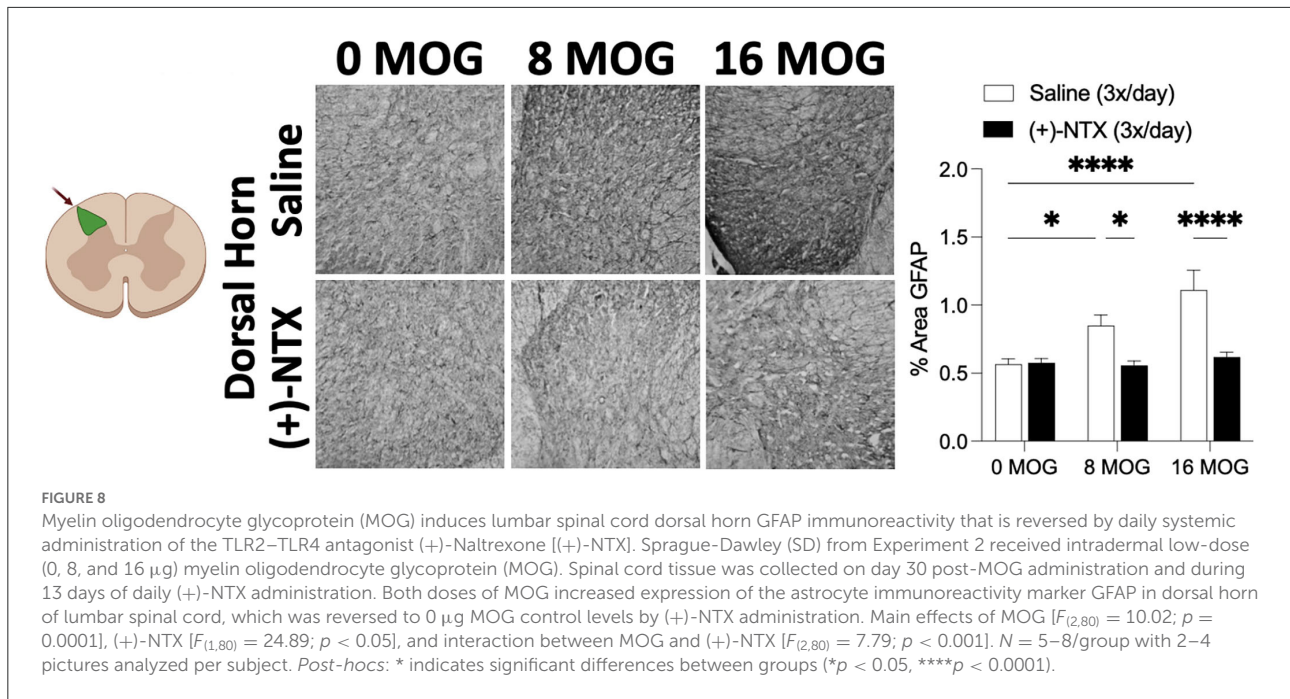 0 MOG 8 MOG 16 MOG
Dorsal Horn
Saline
(+)-NTX
Saline (3x/day)
(+)-NTX (3x/day)
% Area GFAP
2.0
1.5
1.0
0.5
0.0
****
* * ****
0 MOG 8 MOG 16 MOG
FIGURE 8
Myelin oligodendrocyte glycoprotein (MOG) induces lumbar spinal cord dorsal horn GFAP immunoreactivity that is reversed by daily systemic
administration of the TLR2–TLR4 antagonist (+)-Naltrexone [(+)-NTX]. Sprague-Dawley (SD) from Experiment 2 received intradermal low-dose
(0, 8, and 16 μg) myelin oligodendrocyte glycoprotein (MOG). Spinal cord tissue was collected on day 30 post-MOG administration and during
13 days of daily (+)-NTX administration. Both doses of MOG increased expression of the astrocyte immunoreactivity marker GFAP in dorsal horn
of lumbar spinal cord, which was reversed to 0 μg MOG control levels by (+)-NTX administration. Main effects of MOG [F(2,80) = 10.02; p =
0.0001], (+)-NTX [F(1,80) = 24.89; p < 0.05], and interaction between MOG and (+)-NTX [F(2,80) = 7.79; p < 0.001]. N = 5–8/group with 2–4
pictures analyzed per subject. Post-hocs: * indicates significant differences between groups (*p < 0.05, ****p < 0.0001).